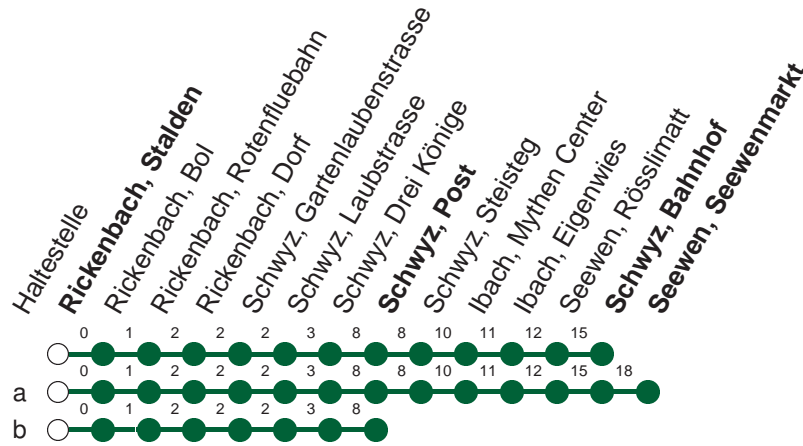 Haltestelle
Rickenbach, Stalden
Rickenbach, Bol
Rickenbach, Rotenfluebahn
Rickenbach, Dorf
Schwyz, Gartenlaubenstrasse
Schwyz, Laubstrasse
Schwyz, Drei Könige
Schwyz, Post
Schwyz, Steisteg
Ibach, Mythen Center
Ibach, Eigenwies
Seewen, Rösslimatt
Schwyz, Bahnhof
Seewen, Seewenmarkt
0 1 2 2 2 3 8 8 10 11 12 15
a 0 1 2 2 2 3 8 8 10 11 12 15 18
b 0 1 2 2 2 3 8